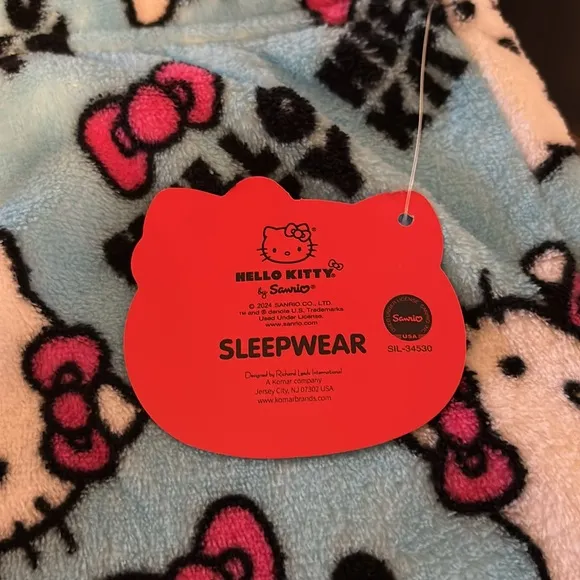 HELLO KITTY®
by Sanrio
© 2024 SANRIO CO., LTD.
™ and ® denote U.S. Trademarks
Used Under License.
www.sanrio.com
SLEEPWEAR
Designed by Richard Leeds International
A Komar company
Jersey City, NJ 07302 USA
www.komarbrands.com
Sanrio
USA
SIL-34530